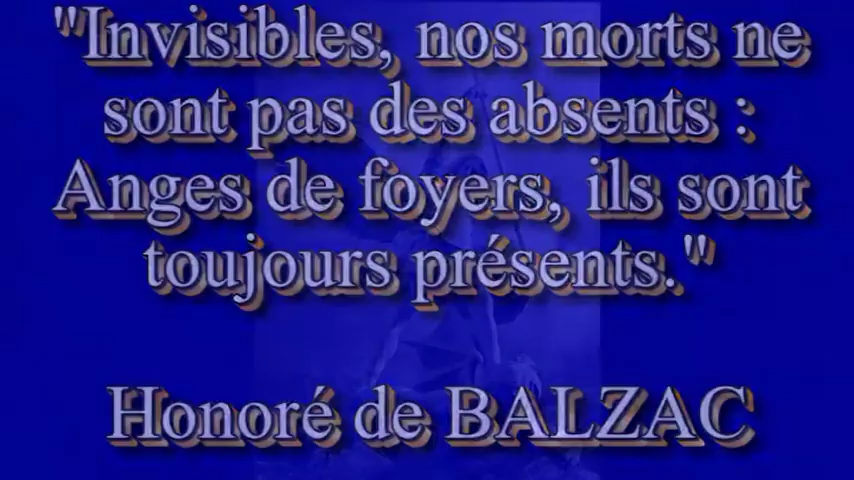 "Invisibles, nos morts ne
sont pas des absents :
Anges de foyers, ils sont
toujours présents."
Honoré de BALZAC